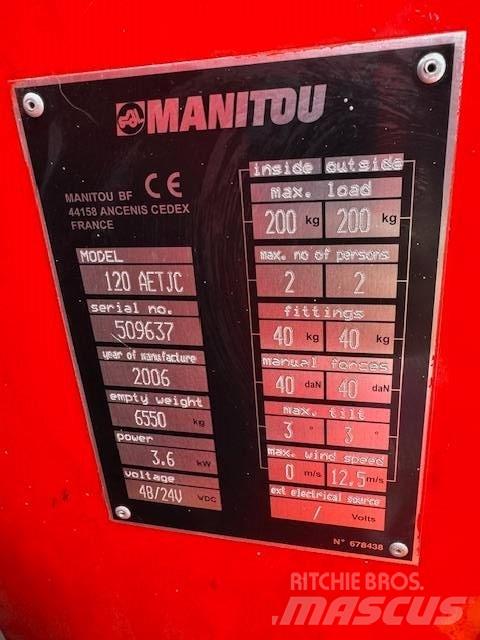 MANITOU
MANITOU BF CE
44158 ANCENIS CEDEX
FRANCE
MODEL
120 AETJC
serial no.
509637
year of manufacture
2006
empty weight
6550 kg
power
3.6 kW
voltage
48/24V VDC
inside outside
max. load
200 kg 200 kg
max. no of persons
2 2
fittings
40 kg 40 kg
manual forces
40 daN 40 daN
max. tilt
3 ° 3 °
max. wind speed
0 m/s 12.5 m/s
ext electrical source
/ Volts
N° 678438
RITCHIE BROS.
MASCUS